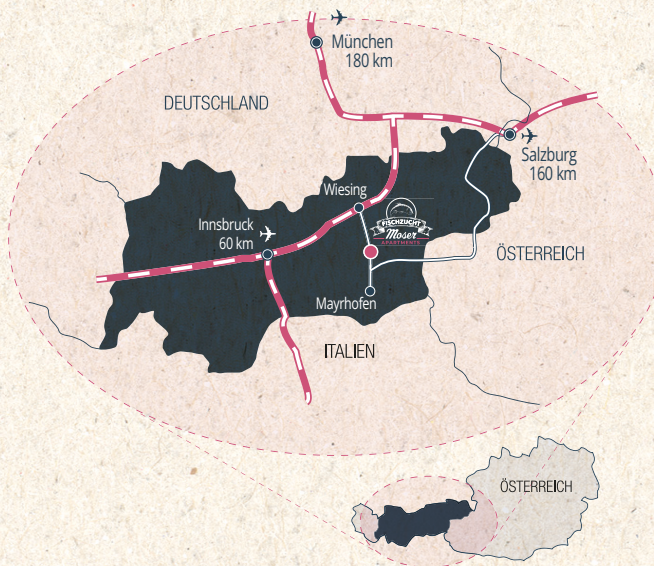 München
180 km
DEUTSCHLAND
Salzburg
160 km
Wiesing
FISCHZUCHT
Moser
APARTMENTS
Innsbruck
60 km
ÖSTERREICH
Mayrhofen
ITALIEN
ÖSTERREICH